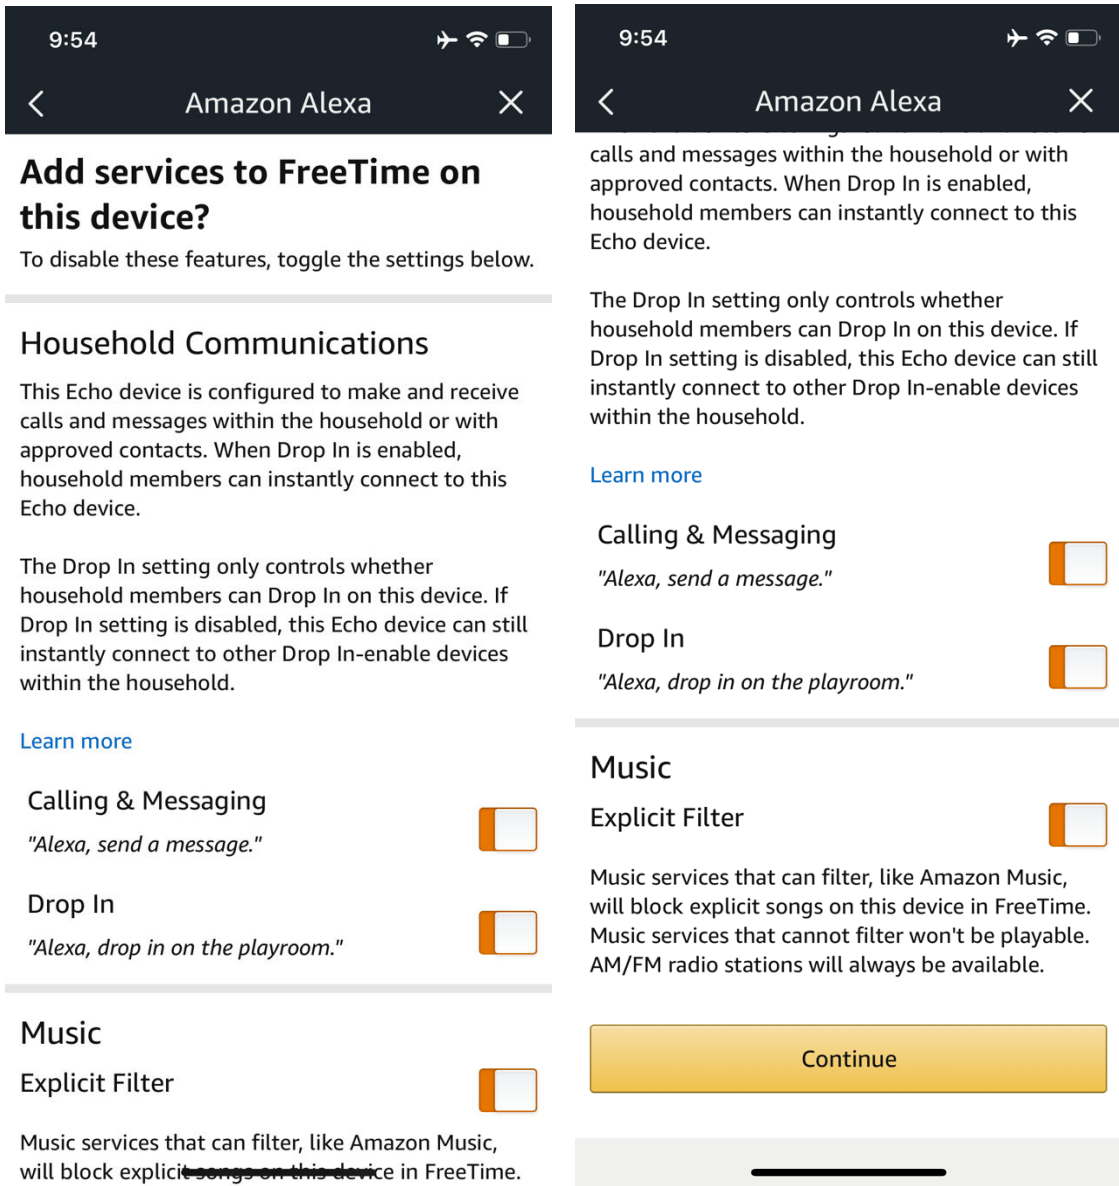 9:54
Amazon Alexa
Add services to FreeTime on
this device?
To disable these features, toggle the settings below.
Household Communications
This Echo device is configured to make and receive
calls and messages within the household or with
approved contacts. When Drop In is enabled,
household members can instantly connect to this
Echo device.
The Drop In setting only controls whether
household members can Drop In on this device. If
Drop In setting is disabled, this Echo device can still
instantly connect to other Drop In-enable devices
within the household.
Learn more
Calling & Messaging
"Alexa, send a message."
Drop In
"Alexa, drop in on the playroom."
Music
Explicit Filter
Music services that can filter, like Amazon Music,
will block explicit songs on this device in FreeTime.
9:54
Amazon Alexa
calls and messages within the household or with
approved contacts. When Drop In is enabled,
household members can instantly connect to this
Echo device.
The Drop In setting only controls whether
household members can Drop In on this device. If
Drop In setting is disabled, this Echo device can still
instantly connect to other Drop In-enable devices
within the household.
Learn more
Calling & Messaging
"Alexa, send a message."
Drop In
"Alexa, drop in on the playroom."
Music
Explicit Filter
Music services that can filter, like Amazon Music,
will block explicit songs on this device in FreeTime.
Music services that cannot filter won't be playable.
AM/FM radio stations will always be available.
Continue